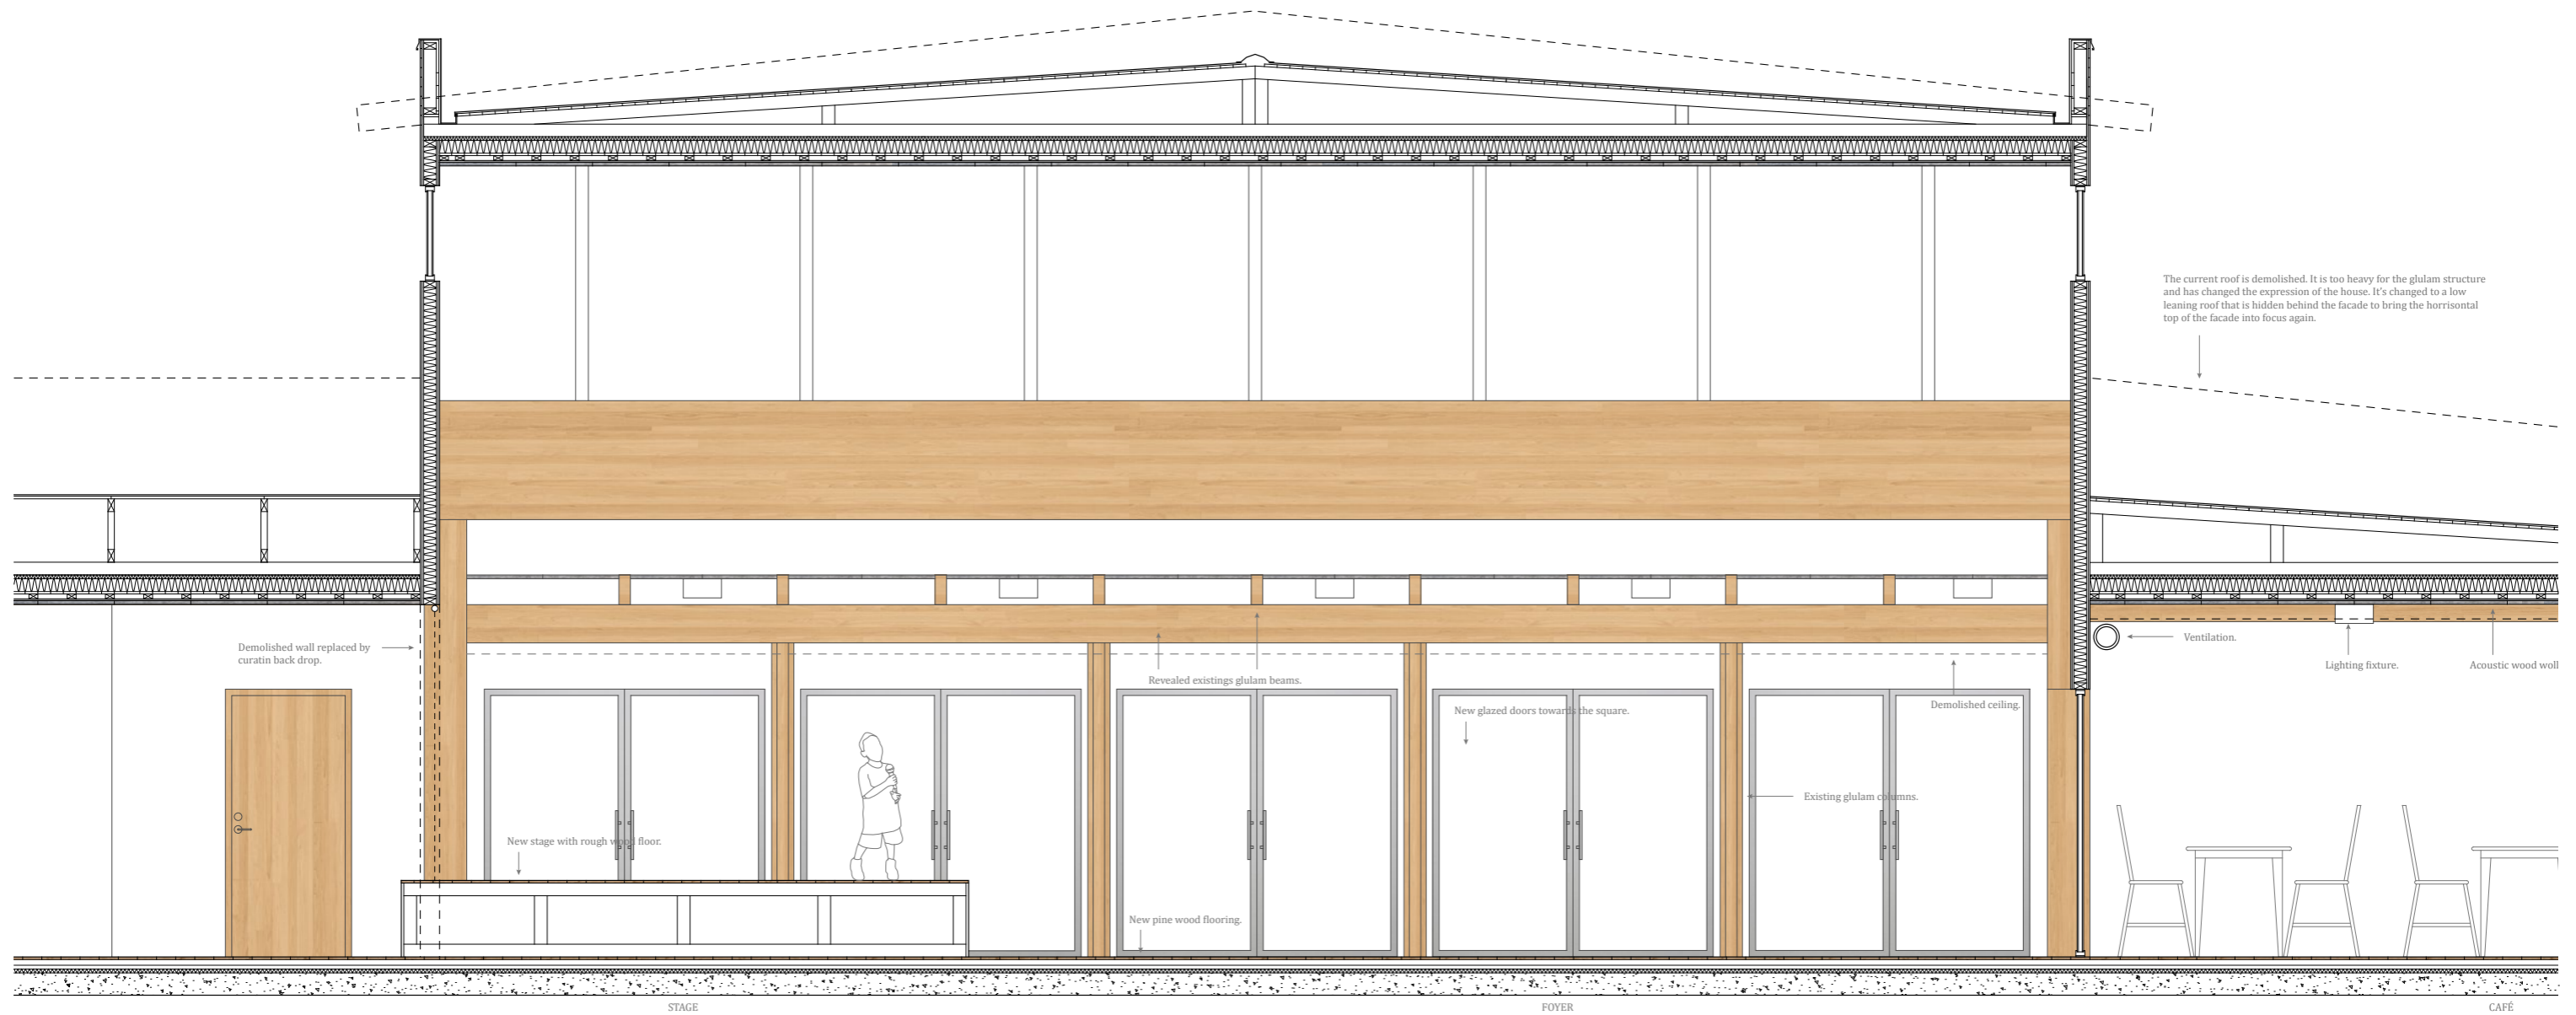 The current roof is demolished. It is too heavy for the glulam structure
and has changed the expression of the house. It's changed to a low
leaning roof that is hidden behind the facade to bring the horrisontal
top of the facade into focus again.
Demolished wall replaced by
curatin back drop.
Ventilation.
Lighting fixture.
Acoustic wood woll
Revealed existings glulam beams.
Demolished ceiling.
New glazed doors towards the square.
Existing glulam columns.
New stage with rough wood floor.
New pine wood flooring.
STAGE
FOYER
CAFÉ